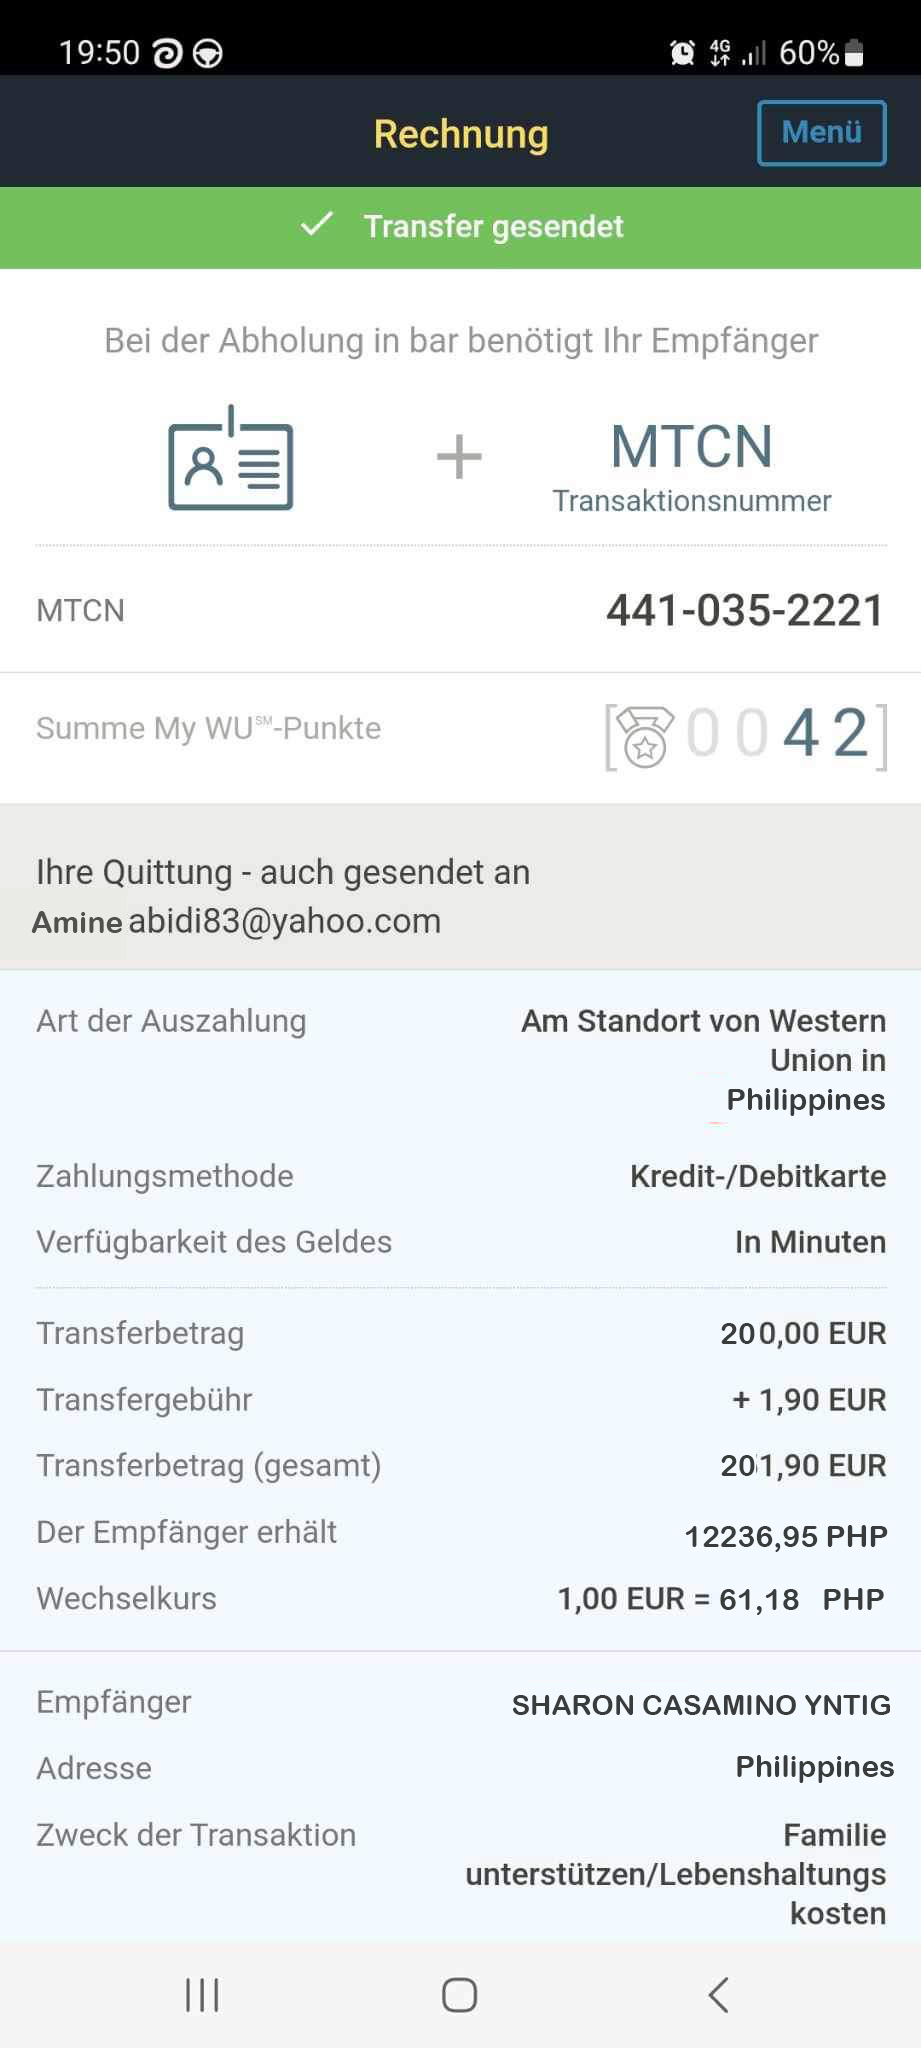 19:50 4G 60%
Rechnung Menü
Transfer gesendet
Bei der Abholung in bar benötigt Ihr Empfänger
+ MTCN
Transaktionsnummer
MTCN 441-035-2221
Summe My WU℠-Punkte [0042]
Ihre Quittung - auch gesendet an
Amine abidi83@yahoo.com
Art der Auszahlung Am Standort von Western
Union in
Philippines
Zahlungsmethode Kredit-/Debitkarte
Verfügbarkeit des Geldes In Minuten
Transferbetrag 200,00 EUR
Transfergebühr + 1,90 EUR
Transferbetrag (gesamt) 201,90 EUR
Der Empfänger erhält 12236,95 PHP
Wechselkurs 1,00 EUR = 61,18 PHP
Empfänger SHARON CASAMINO YNTIG
Adresse Philippines
Zweck der Transaktion Familie
unterstützen/Lebenshaltungs
kosten